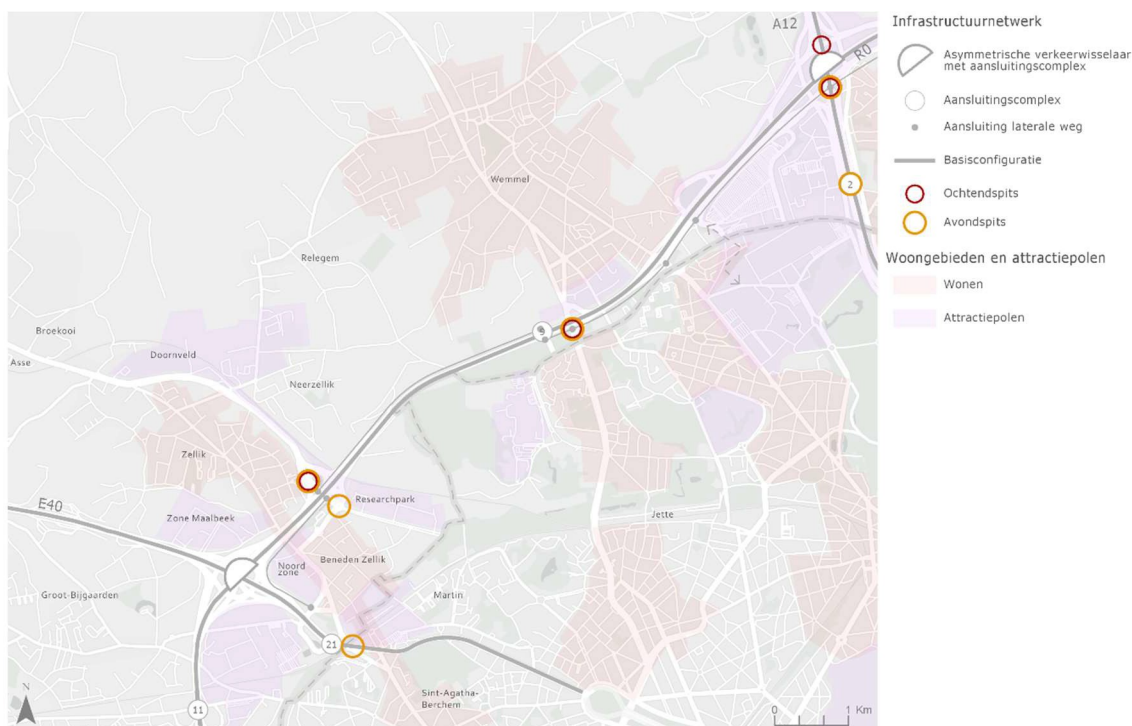 A12
R0
2
Wemmel
Relegem
Broekooi
Asse
Doornveld
9
Neerzellik
Zellik
E40
Researchpark
Zone Maalbeek
Jette
Noord
zone
Beneden Zellik
Groot-Bijgaarden
Martin
21
Sint-Agatha-
Berchem
11
N
0
1 Km
Infrastructuurnetwerk
Asymmetrische verkeerwisselaar
met aansluitingscomplex
Aansluitingscomplex
Aansluiting laterale weg
Basisconfiguratie
Ochtendspits
Avondspits
Woongebieden en attractiepolen
Wonen
Attractiepolen